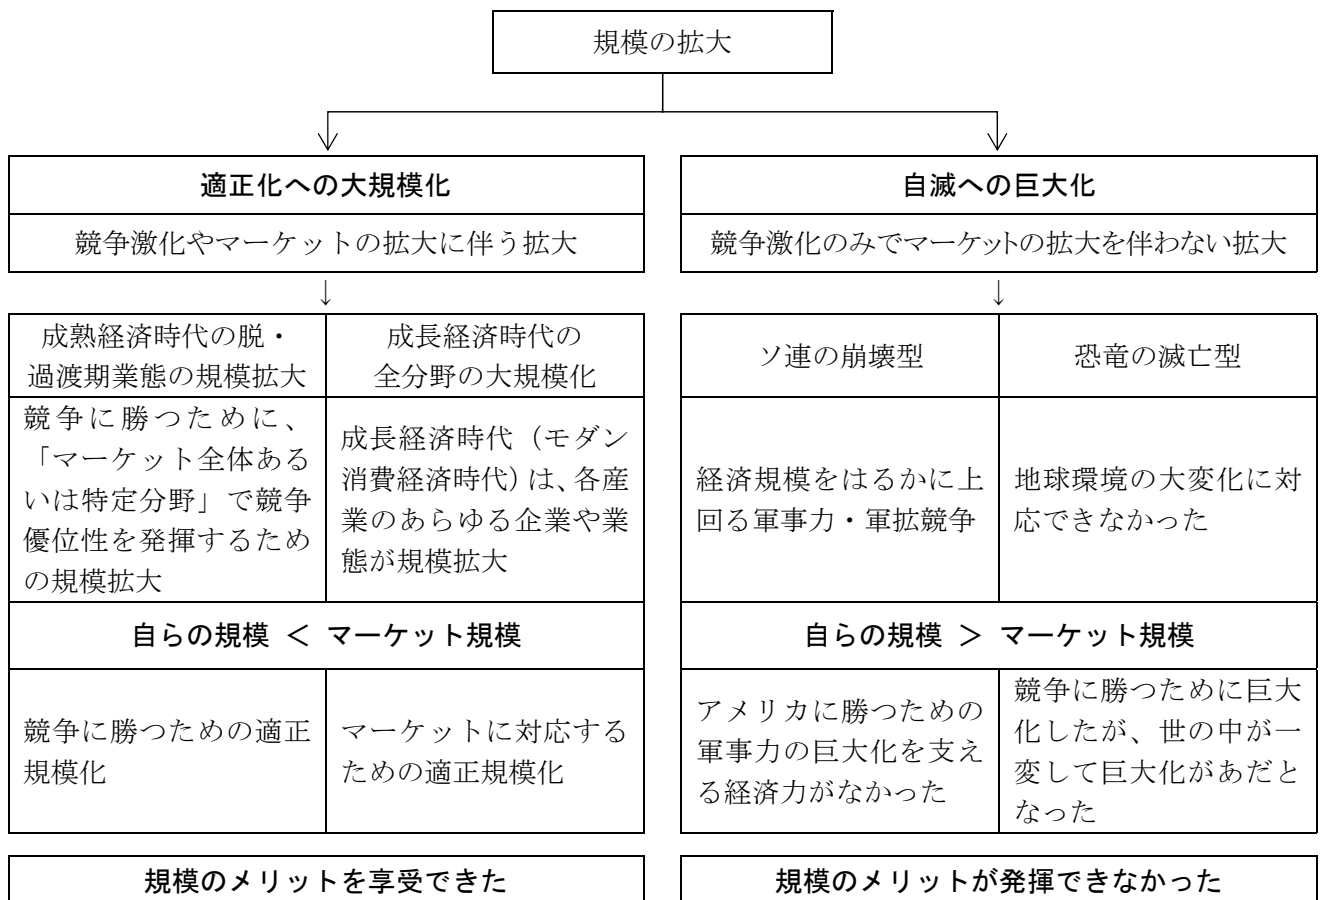 規模の拡大
適正化への大規模化
競争激化やマーケットの拡大に伴う拡大
↓
成熟経済時代の脱・
過渡期業態の規模拡大
成長経済時代の
全分野の大規模化
競争に勝つために、
「マーケット全体ある
いは特定分野」で競争
優位性を発揮するため
の規模拡大
成長経済時代（モダン
消費経済時代）は、各産
業のあらゆる企業や業
態が規模拡大
自らの規模 ＜ マーケット規模
競争に勝つための適正
規模化
マーケットに対応する
ための適正規模化
規模のメリットを享受できた
自滅への巨大化
競争激化のみでマーケットの拡大を伴わない拡大
↓
ソ連の崩壊型
恐竜の滅亡型
経済規模をはるかに上
回る軍事力・軍拡競争
地球環境の大変化に対
応できなかった
自らの規模 ＞ マーケット規模
アメリカに勝つための
軍事力の巨大化を支え
る経済力がなかった
競争に勝つために巨大
化したが、世の中が一
変して巨大化があだと
なった
規模のメリットが発揮できなかった